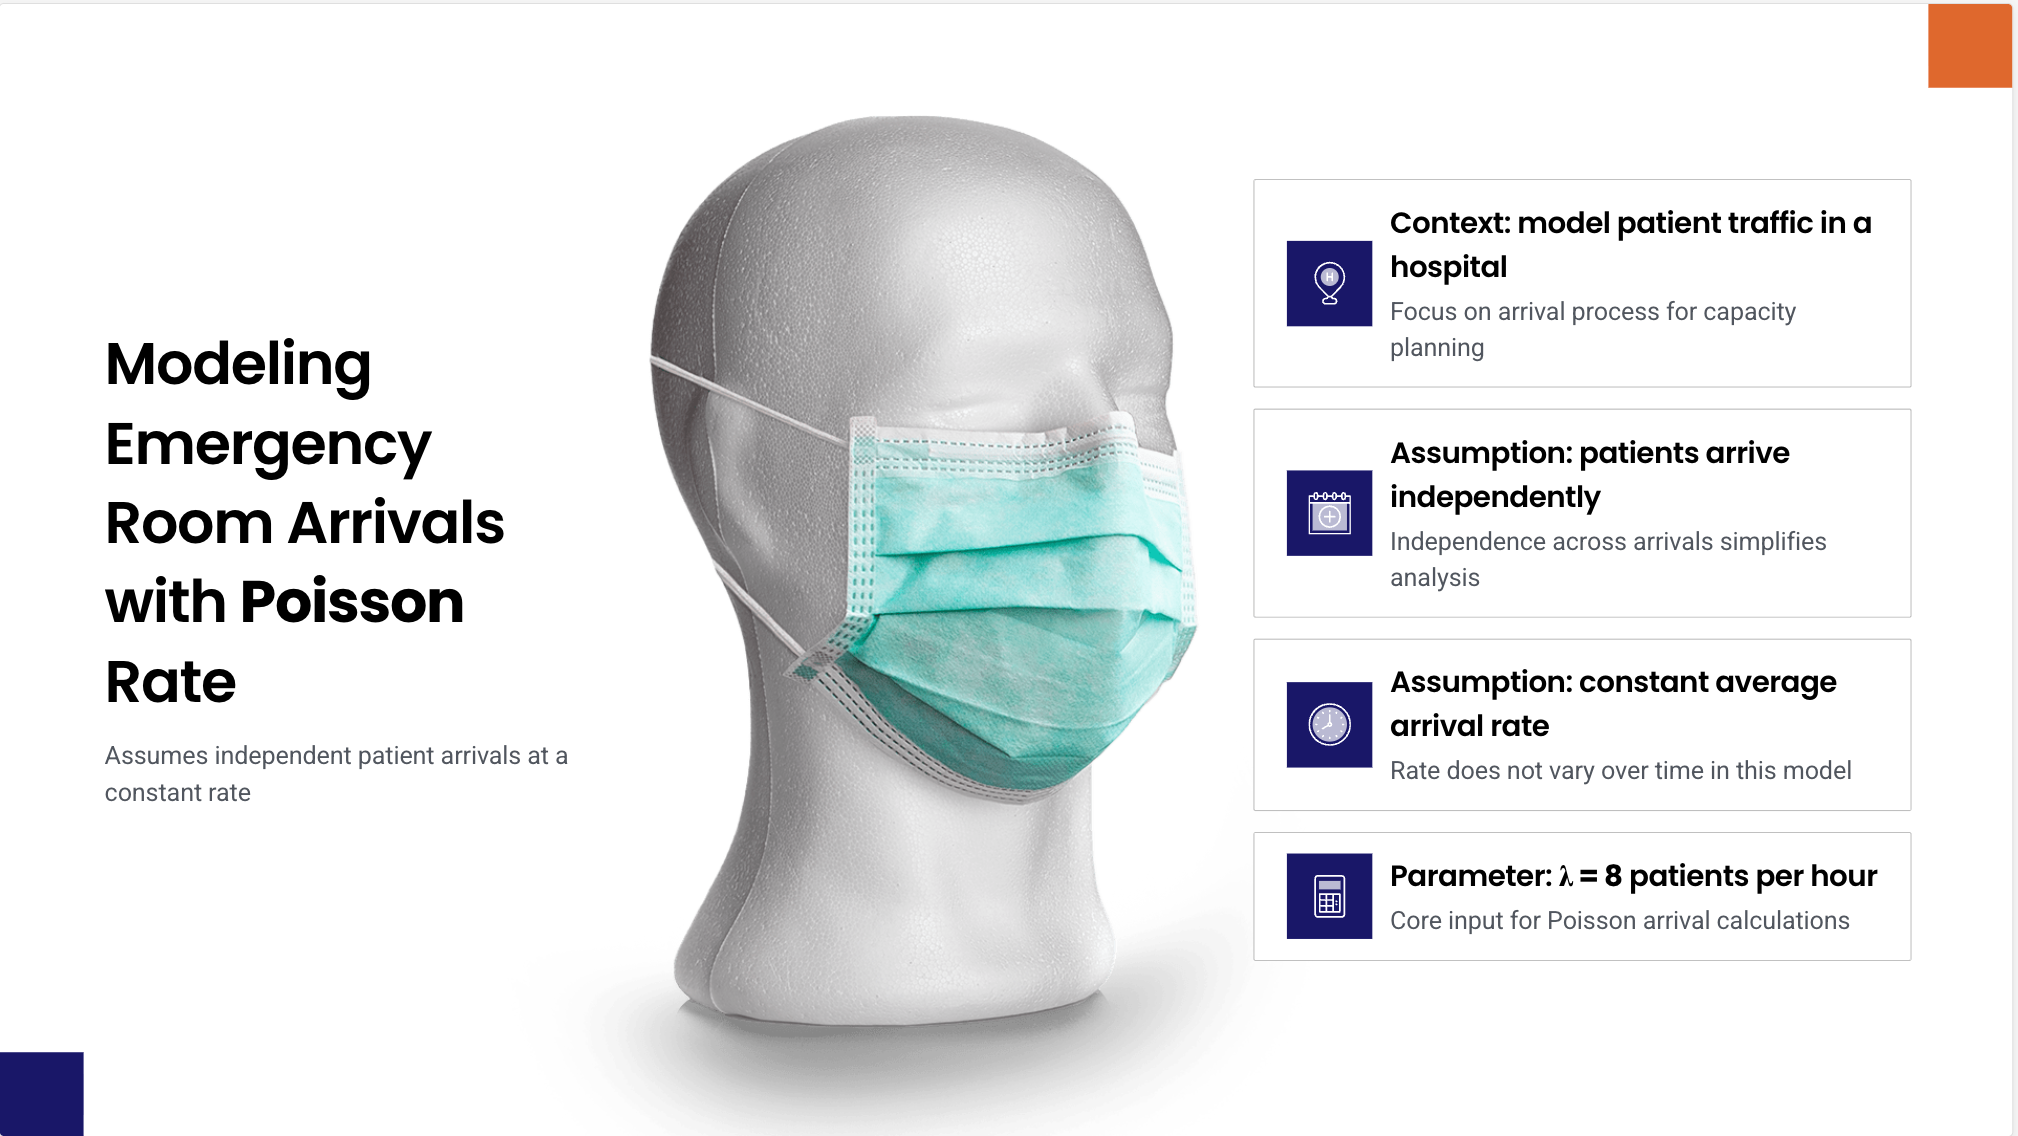 Modeling
Emergency
Room Arrivals
with Poisson
Rate
Assumes independent patient arrivals at a
constant rate
Context: model patient traffic in a
hospital
Focus on arrival process for capacity
planning
Assumption: patients arrive
independently
Independence across arrivals simplifies
analysis
Assumption: constant average
arrival rate
Rate does not vary over time in this model
Parameter: λ = 8 patients per hour
Core input for Poisson arrival calculations
H